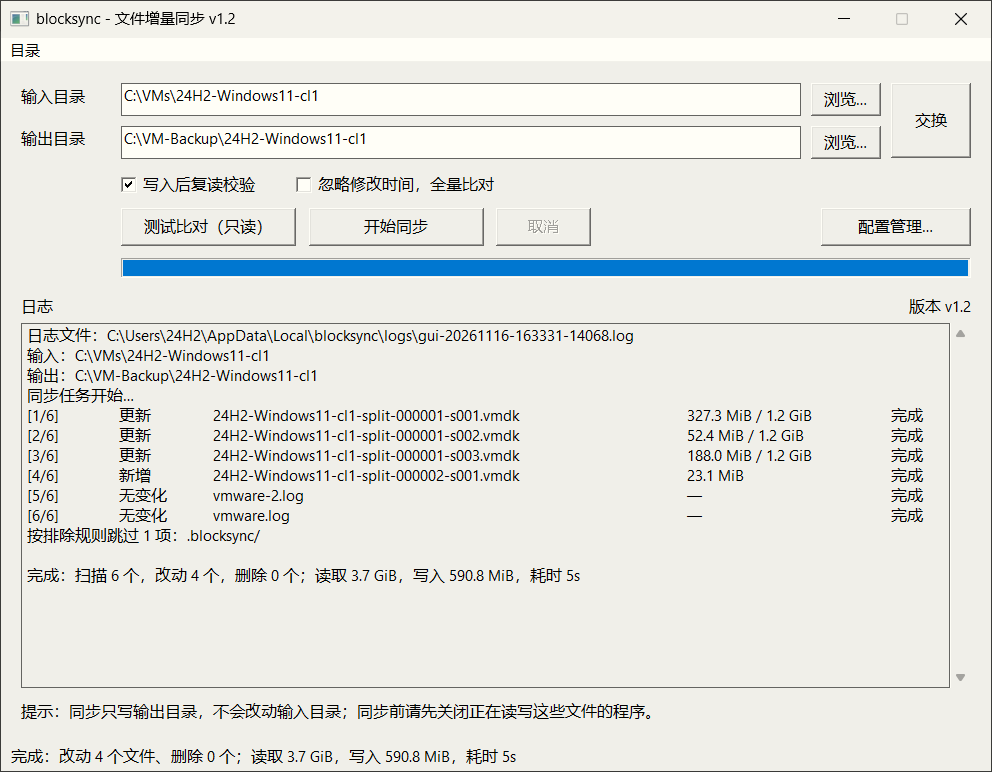 blocksync - 文件增量同步 v1.2
目录
输入目录 C:\VMs\24H2-Windows11-cl1 浏览... 交换
输出目录 C:\VM-Backup\24H2-Windows11-cl1 浏览...
写入后复读校验 忽略修改时间，全量比对
测试比对（只读） 开始同步 取消 配置管理...
日志 版本 v1.2
日志文件：C:\Users\24H2\AppData\Local\blocksync\logs\gui-20261116-163331-14068.log
输入：C:\VMs\24H2-Windows11-cl1
输出：C:\VM-Backup\24H2-Windows11-cl1
同步任务开始...
[1/6] 更新 24H2-Windows11-cl1-split-000001-s001.vmdk 327.3 MiB / 1.2 GiB 完成
[2/6] 更新 24H2-Windows11-cl1-split-000001-s002.vmdk 52.4 MiB / 1.2 GiB 完成
[3/6] 更新 24H2-Windows11-cl1-split-000001-s003.vmdk 188.0 MiB / 1.2 GiB 完成
[4/6] 新增 24H2-Windows11-cl1-split-000002-s001.vmdk 23.1 MiB 完成
[5/6] 无变化 vmware-2.log — 完成
[6/6] 无变化 vmware.log — 完成
按排除规则跳过 1 项：.blocksync/
完成：扫描 6 个，改动 4 个，删除 0 个；读取 3.7 GiB，写入 590.8 MiB，耗时 5s
提示：同步只写输出目录，不会改动输入目录；同步前请先关闭正在读写这些文件的程序。
完成：改动 4 个文件、删除 0 个；读取 3.7 GiB，写入 590.8 MiB，耗时 5s